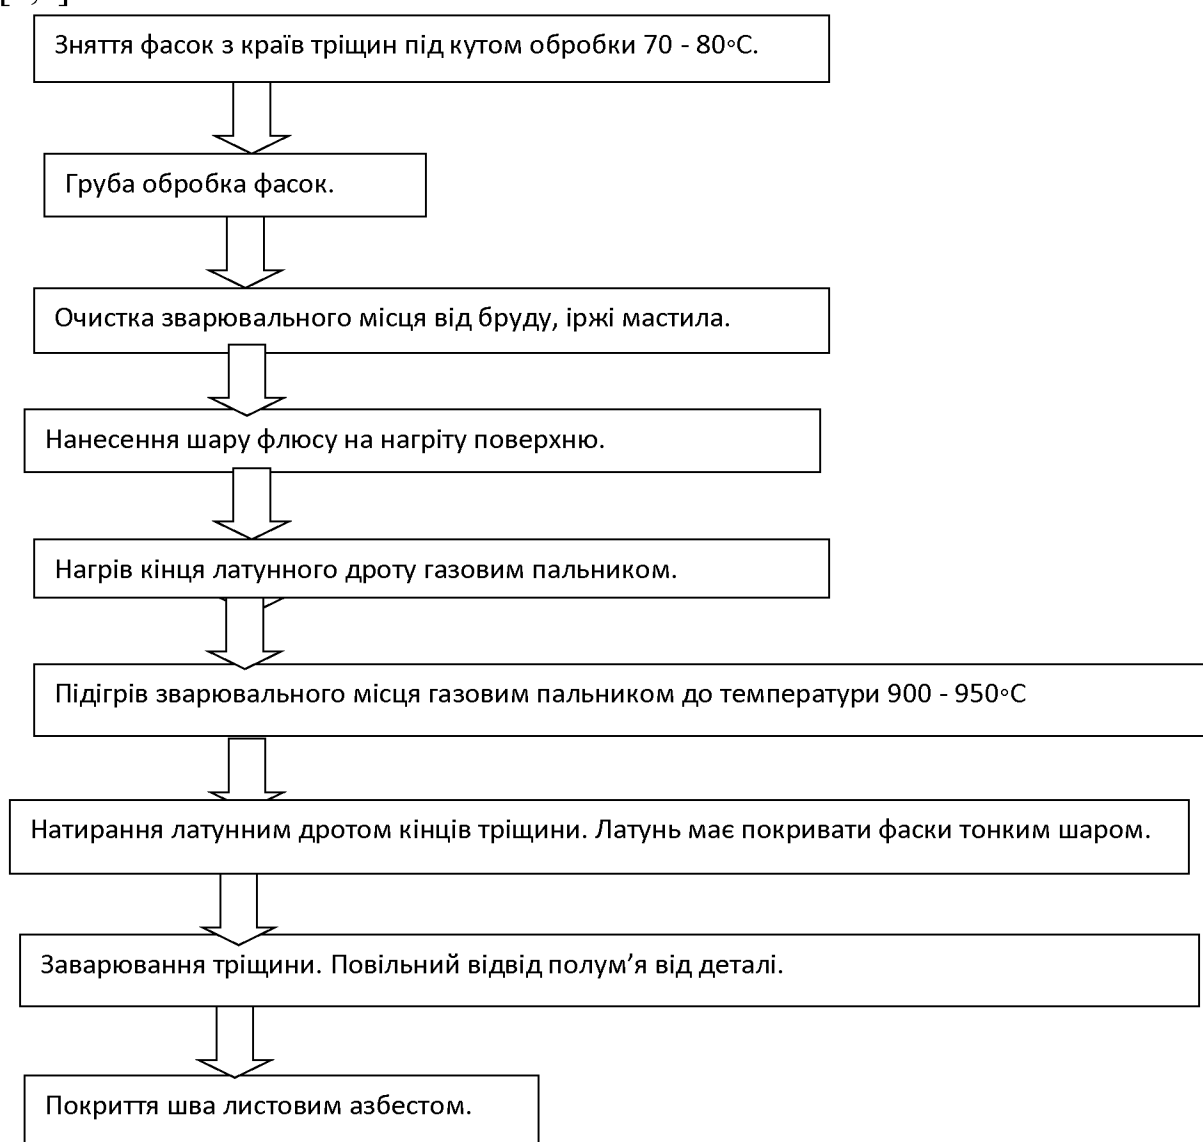 Зняття фасок з країв тріщин під кутом обробки 70 - 80◦С.
Груба обробка фасок.
Очистка зварювального місця від бруду, іржі мастила.
Нанесення шару флюсу на нагріту поверхню.
Нагрів кінця латунного дроту газовим пальником.
Підігрів зварювального місця газовим пальником до температури 900 - 950◦С
Натирання латунним дротом кінців тріщини. Латунь має покривати фаски тонким шаром.
Заварювання тріщини. Повільний відвід полум’я від деталі.
Покриття шва листовим азбестом.